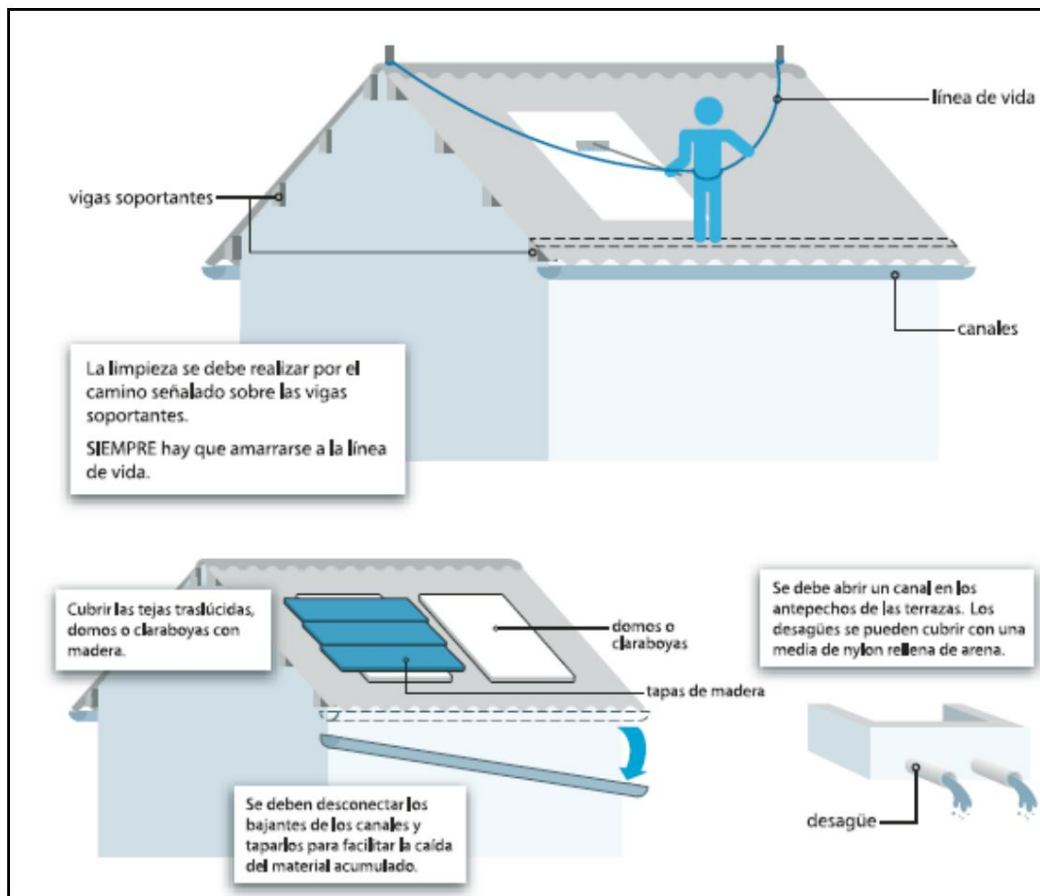 línea de vida
vigas soportantes
canales
La limpieza se debe realizar por el
camino señalado sobre las vigas
soportantes.
SIEMPRE hay que amarrarse a la línea
de vida.
Cubrir las tejas traslúcidas,
domos o claraboyas con
madera.
domos o
claraboyas
tapas de madera
Se deben desconectar los
bajantes de los canales y
taparlos para facilitar la caída
del material acumulado.
Se debe abrir un canal en los
antepechos de las terrazas. Los
desagües se pueden cubrir con una
media de nylon rellena de arena.
desagüe